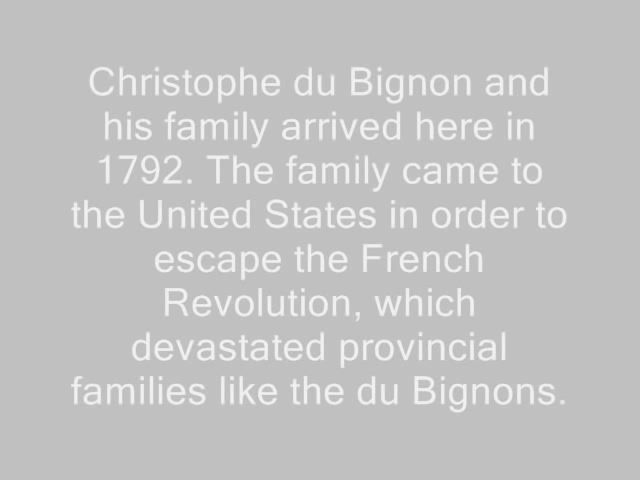 Christophe du Bignon and
his family arrived here in
1792. The family came to
the United States in order to
escape the French
Revolution, which
devastated provincial
families like the du Bignons.